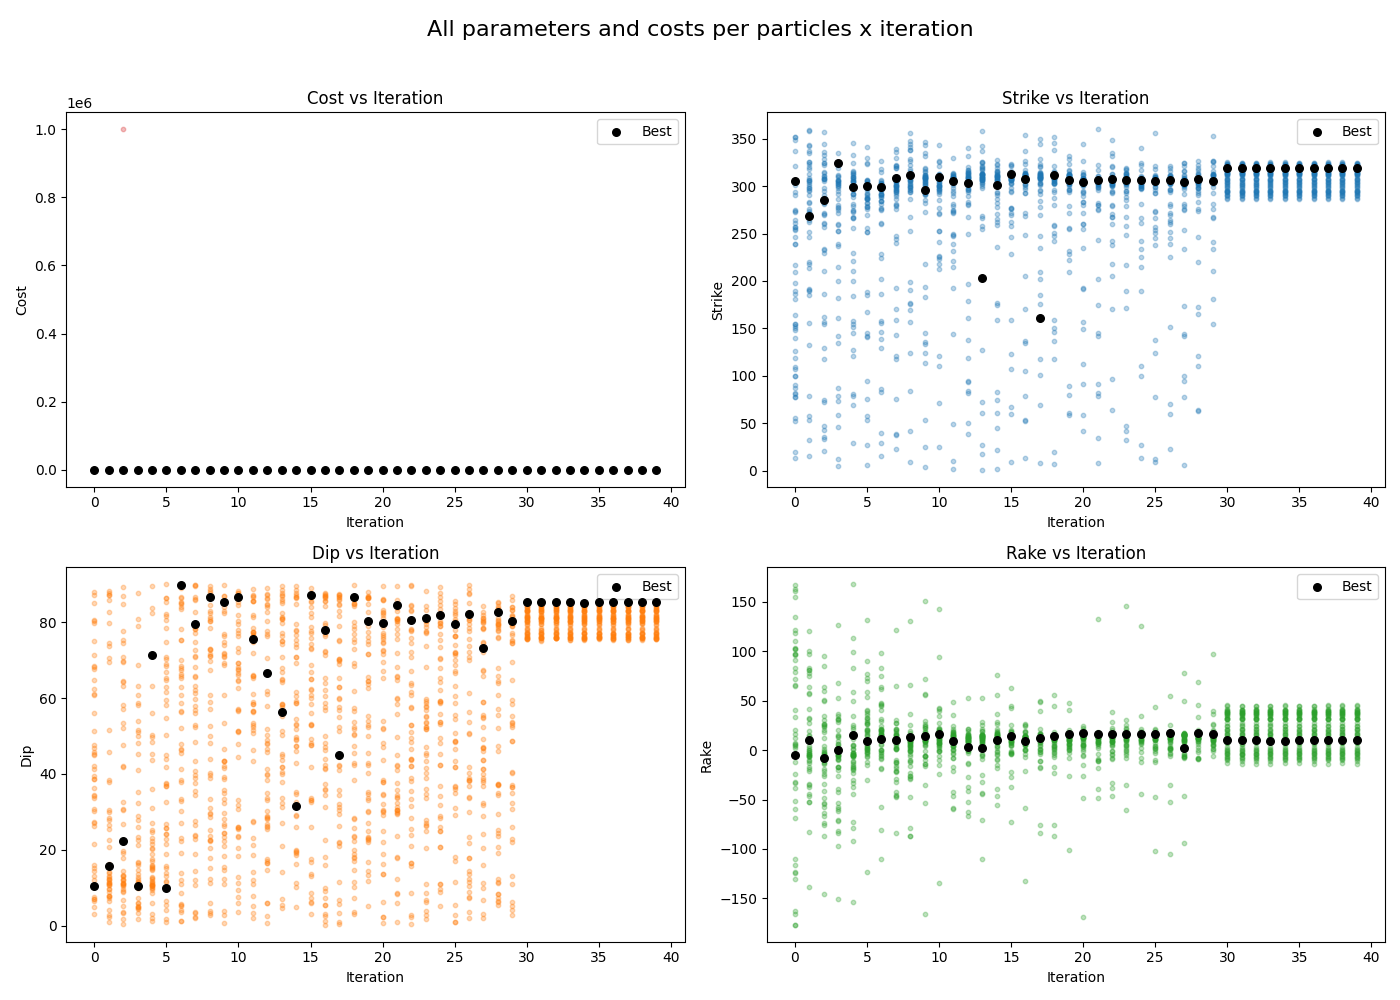 All parameters and costs per particles x iteration
Cost vs Iteration
1e6
Best
1.0
0.8
0.6
0.4
0.2
0.0
Cost
0 5 10 15 20 25 30 35 40
Iteration
Strike vs Iteration
Best
350
300
250
200
150
100
50
0
Strike
0 5 10 15 20 25 30 35 40
Iteration
Dip vs Iteration
Best
80
60
40
20
0
Dip
0 5 10 15 20 25 30 35 40
Iteration
Rake vs Iteration
Best
150
100
50
0
−50
−100
−150
Rake
0 5 10 15 20 25 30 35 40
Iteration